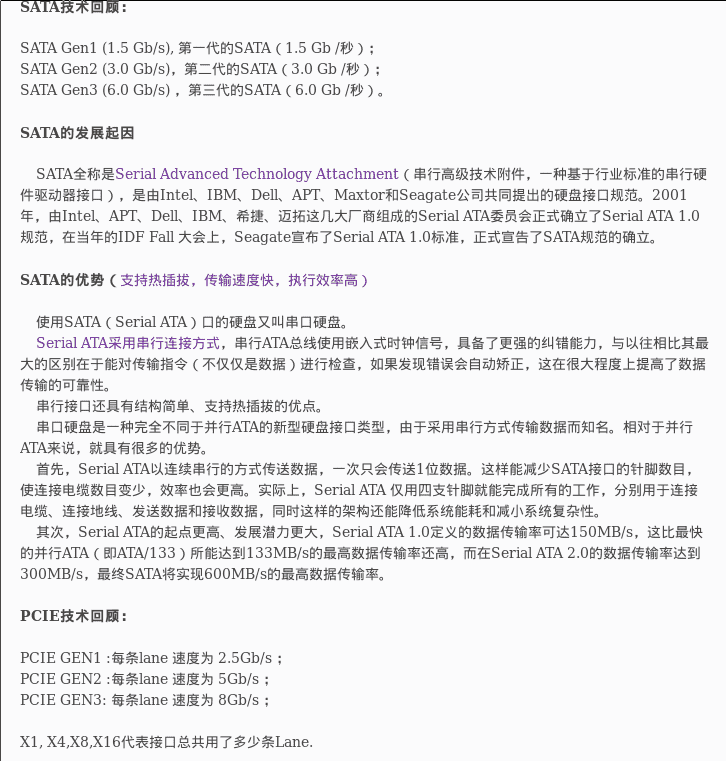 SATA技术回顾：
SATA Gen1 (1.5 Gb/s), 第一代的SATA（1.5 Gb /秒）；
SATA Gen2 (3.0 Gb/s)，第二代的SATA（3.0 Gb /秒）；
SATA Gen3 (6.0 Gb/s) ，第三代的SATA（6.0 Gb /秒）。
SATA的发展起因
SATA全称是Serial Advanced Technology Attachment（串行高级技术附件，一种基于行业标准的串行硬
件驱动器接口），是由Intel、IBM、Dell、APT、Maxtor和Seagate公司共同提出的硬盘接口规范。2001
年，由Intel、APT、Dell、IBM、希捷、迈拓这几大厂商组成的Serial ATA委员会正式确立了Serial ATA 1.0
规范，在当年的IDF Fall 大会上，Seagate宣布了Serial ATA 1.0标准，正式宣告了SATA规范的确立。
SATA的优势（支持热插拔，传输速度快，执行效率高）
使用SATA（Serial ATA）口的硬盘又叫串口硬盘。
Serial ATA采用串行连接方式，串行ATA总线使用嵌入式时钟信号，具备了更强的纠错能力，与以往相比其最
大的区别在于能对传输指令（不仅仅是数据）进行检查，如果发现错误会自动矫正，这在很大程度上提高了数据
传输的可靠性。
串行接口还具有结构简单、支持热插拔的优点。
串口硬盘是一种完全不同于并行ATA的新型硬盘接口类型，由于采用串行方式传输数据而知名。相对于并行
ATA来说，就具有很多的优势。
首先，Serial ATA以连续串行的方式传送数据，一次只会传送1位数据。这样能减少SATA接口的针脚数目，
使连接电缆数目变少，效率也会更高。实际上，Serial ATA 仅用四支针脚就能完成所有的工作，分别用于连接
电缆、连接地线、发送数据和接收数据，同时这样的架构还能降低系统能耗和减小系统复杂性。
其次，Serial ATA的起点更高、发展潜力更大，Serial ATA 1.0定义的数据传输率可达150MB/s，这比最快
的并行ATA（即ATA/133）所能达到133MB/s的最高数据传输率还高，而在Serial ATA 2.0的数据传输率达到
300MB/s，最终SATA将实现600MB/s的最高数据传输率。
PCIE技术回顾：
PCIE GEN1 :每条lane 速度为 2.5Gb/s ；
PCIE GEN2 :每条lane 速度为 5Gb/s ；
PCIE GEN3: 每条lane 速度为 8Gb/s ；
X1, X4,X8,X16代表接口总共用了多少条Lane.